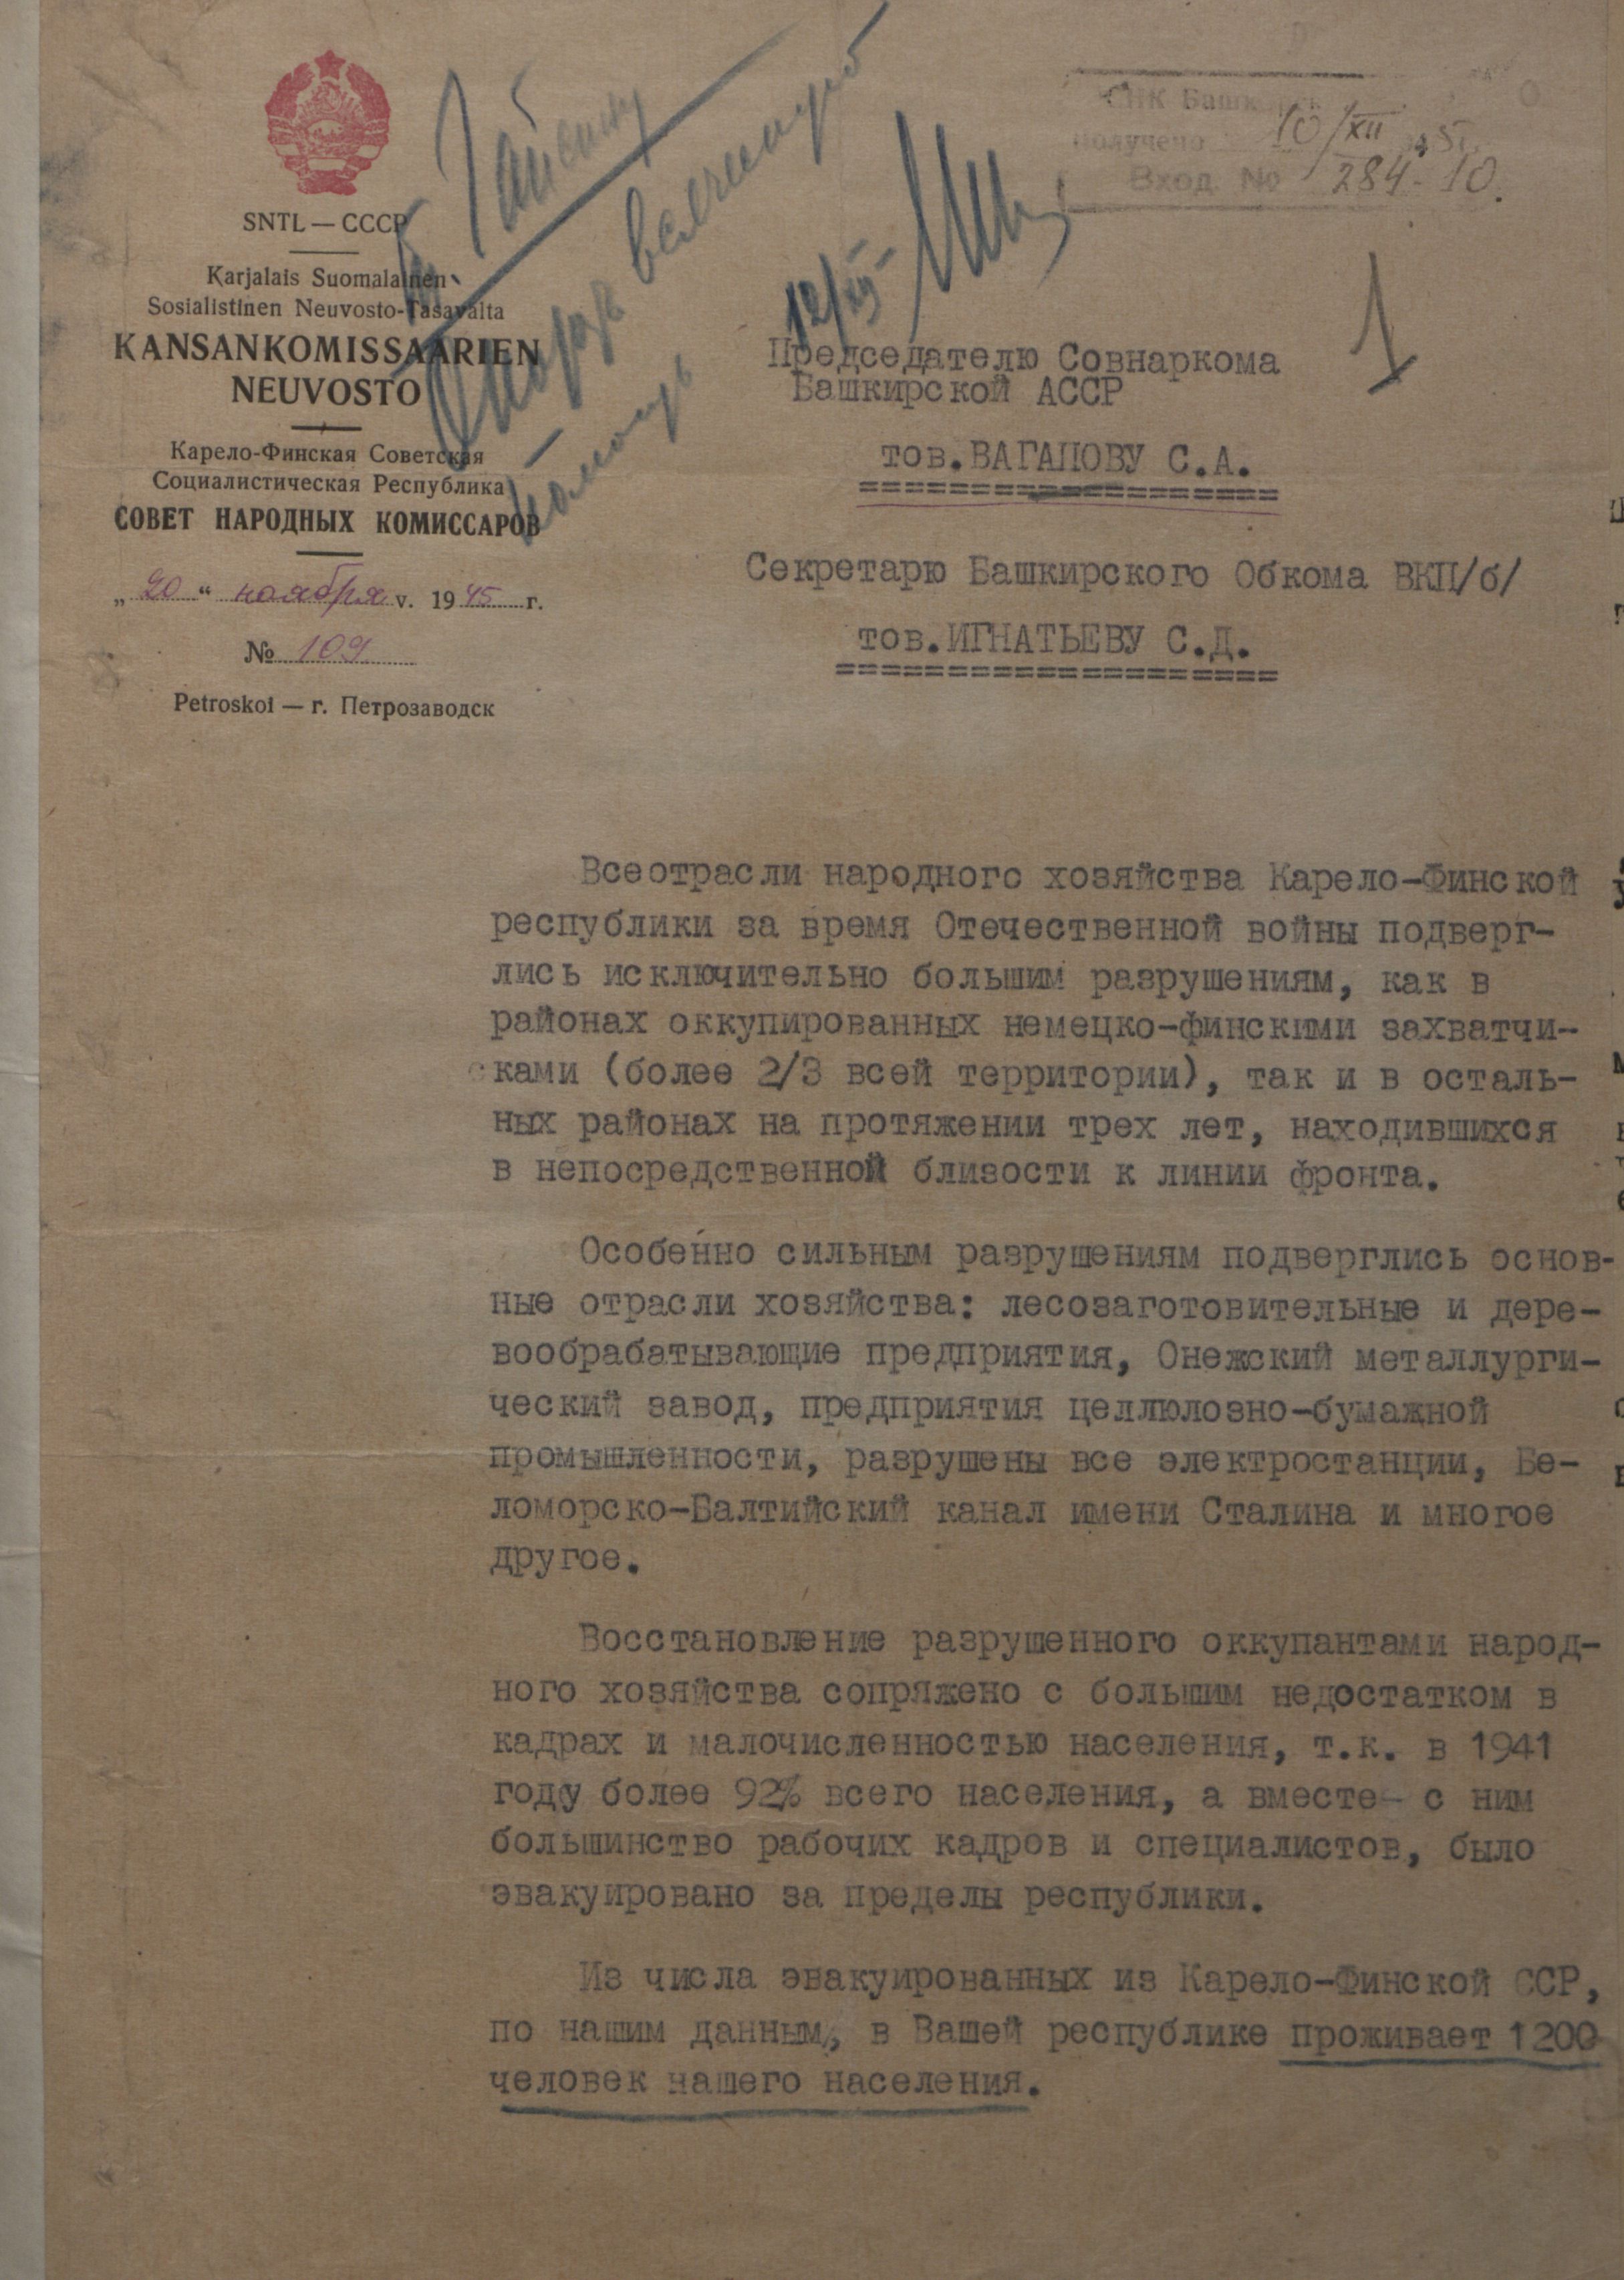 SNTL — СССР
Karjalais Suomalainen
Sosialistinen Neuvosto-Tasavalta
KANSANKOMISSAARIEN
NEUVOSTO
Карело-Финская Советская
Социалистическая Республика
СОВЕТ НАРОДНЫХ КОМИССАРОВ
„20“ ноября v. 1945 г.
№ 109
Petroskoi — г. Петрозаводск
СНК Башк
получено 10/XII 45г.
Вход. № 284-10.
12/XII
1
Председателю Совнаркома
Башкирской АССР
тов.ВАГАПОВУ С.А.
Секретарю Башкирского Обкома ВКП/б/
тов.ИГНАТЬЕВУ С.Д.
Всеотрасли народного хозяйства Карело-Финской
республики за время Отечественной войны подверг-
лись исключительно большим разрушениям, как в
районах оккупированных немецко-финскими захватчи-
ками (более 2/3 всей территории), так и в осталь-
ных районах на протяжении трех лет, находившихся
в непосредственной близости к линии фронта.
Особенно сильным разрушениям подверглись основ-
ные отрасли хозяйства: лесозаготовительные и дере-
вообрабатывающие предприятия, Онежский металлурги-
ческий завод, предприятия целлюлозно-бумажной
промышленности, разрушены все электростанции, Бе-
ломорско-Балтийский канал имени Сталина и многое
другое.
Восстановление разрушенного оккупантами народ-
ного хозяйства сопряжено с большим недостатком в
кадрах и малочисленностью населения, т.к. в 1941
году более 92% всего населения, а вместе- с ним
большинство рабочих кадров и специалистов, было
эвакуировано за пределы республики.
Из числа эвакуированных из Карело-Финской ССР,
по нашим данным, в Вашей республике проживает 1200
человек нашего населения.